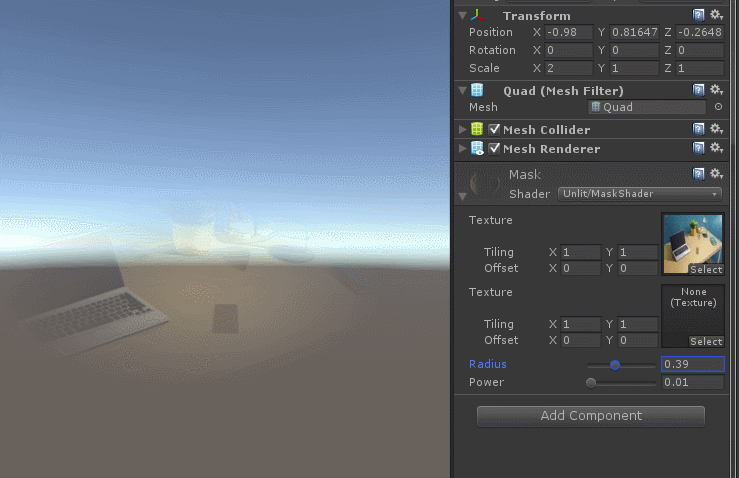 Transform
Position X -0.98 Y 0.81647 Z -0.2648
Rotation X 0 Y 0 Z 0
Scale X 2 Y 1 Z 1
Quad (Mesh Filter)
Mesh Quad
Mesh Collider
Mesh Renderer
Mask
Shader Unlit/MaskShader
Texture
Tiling X 1 Y 1
Offset X 0 Y 0 Select
Texture None
(Texture)
Tiling X 1 Y 1
Offset X 0 Y 0 Select
Radius 0.39
Power 0.01
Add Component